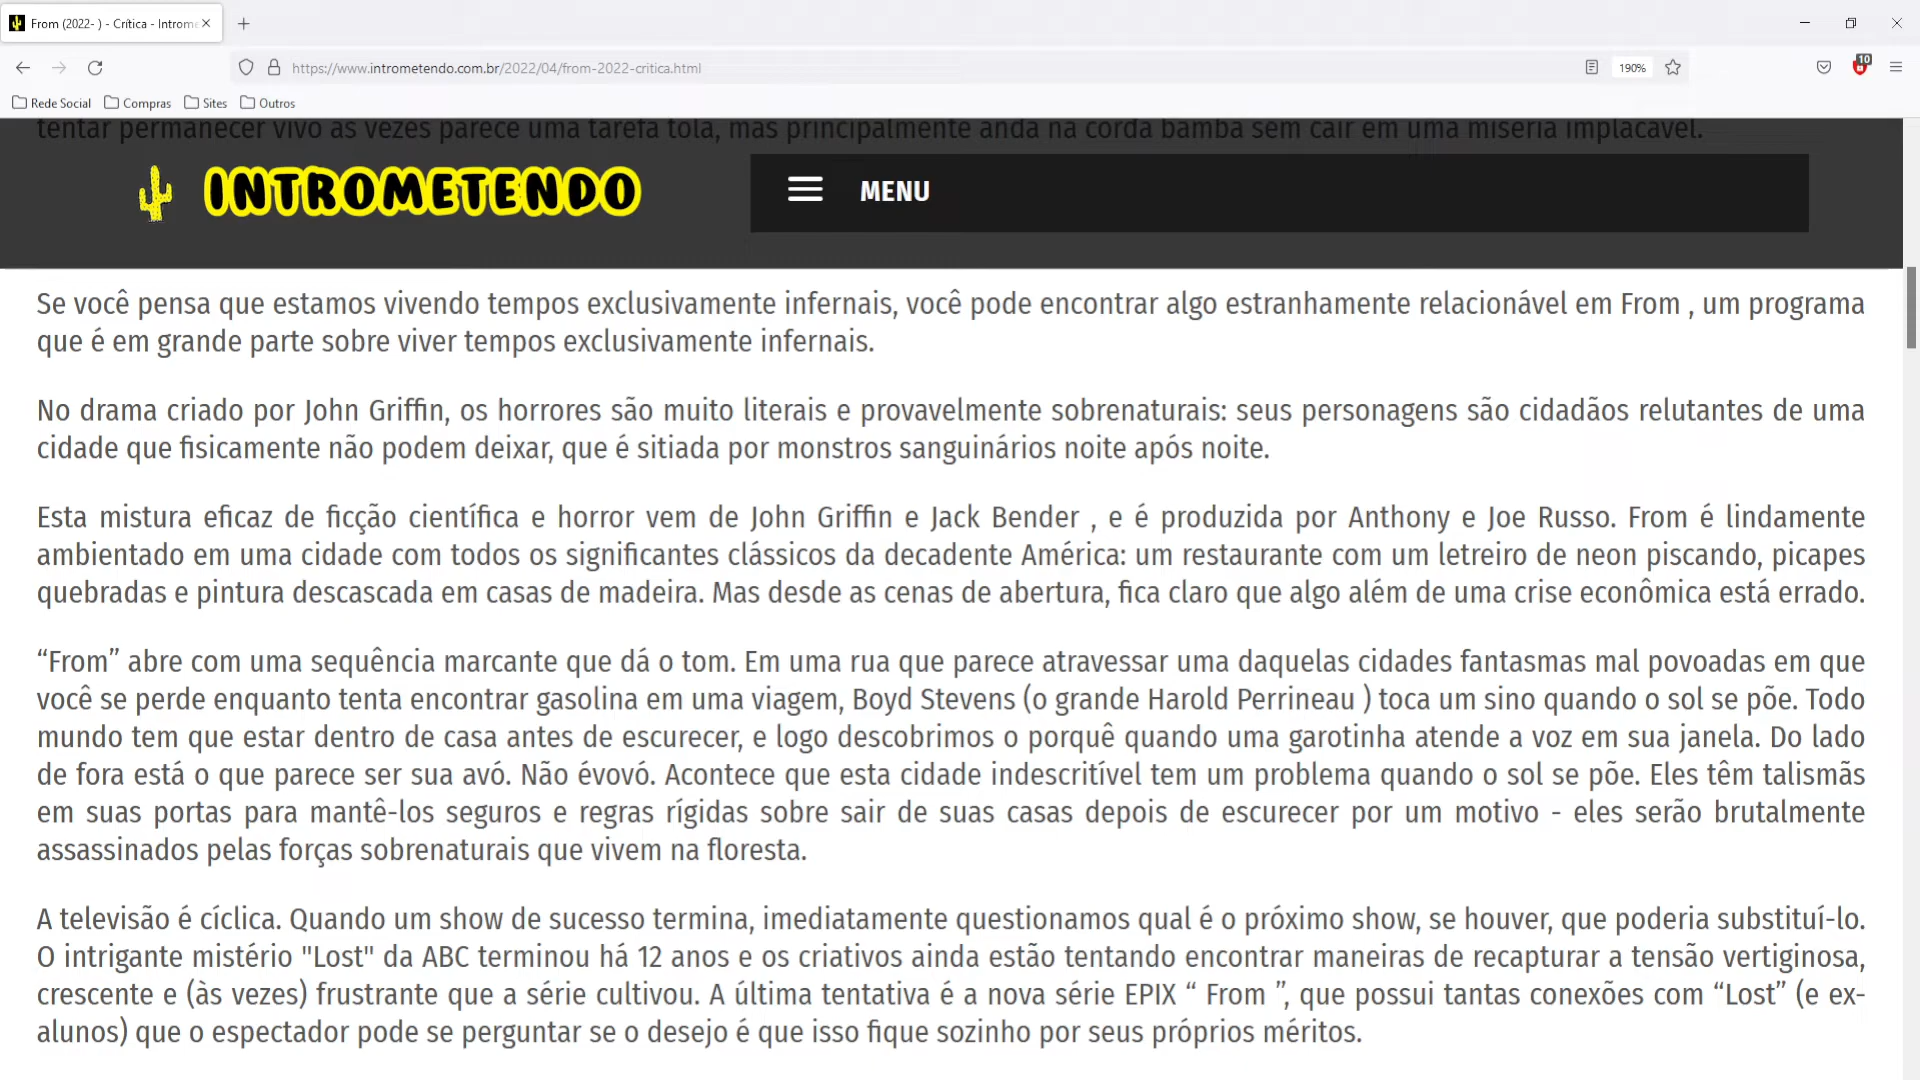 From (2022- ) - Crítica - Introme
https://www.intrometendo.com.br/2022/04/from-2022-critica.html
190%
10
Rede Social
Compras
Sites
Outros
tentar permanecer vivo às vezes parece uma tarefa tola, mas principalmente anda na corda bamba sem cair em uma miséria implacável.
INTROMETENDO
MENU
Se você pensa que estamos vivendo tempos exclusivamente infernais, você pode encontrar algo estranhamente relacionável em From , um programa
que é em grande parte sobre viver tempos exclusivamente infernais.
No drama criado por John Griffin, os horrores são muito literais e provavelmente sobrenaturais: seus personagens são cidadãos relutantes de uma
cidade que fisicamente não podem deixar, que é sitiada por monstros sanguinários noite após noite.
Esta mistura eficaz de ficção científica e horror vem de John Griffin e Jack Bender , e é produzida por Anthony e Joe Russo. From é lindamente
ambientado em uma cidade com todos os significantes clássicos da decadente América: um restaurante com um letreiro de neon piscando, picapes
quebradas e pintura descascada em casas de madeira. Mas desde as cenas de abertura, fica claro que algo além de uma crise econômica está errado.
“From” abre com uma sequência marcante que dá o tom. Em uma rua que parece atravessar uma daquelas cidades fantasmas mal povoadas em que
você se perde enquanto tenta encontrar gasolina em uma viagem, Boyd Stevens (o grande Harold Perrineau ) toca um sino quando o sol se põe. Todo
mundo tem que estar dentro de casa antes de escurecer, e logo descobrimos o porquê quando uma garotinha atende a voz em sua janela. Do lado
de fora está o que parece ser sua avó. Não évovó. Acontece que esta cidade indescritível tem um problema quando o sol se põe. Eles têm talismãs
em suas portas para mantê-los seguros e regras rígidas sobre sair de suas casas depois de escurecer por um motivo - eles serão brutalmente
assassinados pelas forças sobrenaturais que vivem na floresta.
A televisão é cíclica. Quando um show de sucesso termina, imediatamente questionamos qual é o próximo show, se houver, que poderia substituí-lo.
O intrigante mistério "Lost" da ABC terminou há 12 anos e os criativos ainda estão tentando encontrar maneiras de recapturar a tensão vertiginosa,
crescente e (às vezes) frustrante que a série cultivou. A última tentativa é a nova série EPIX “ From ”, que possui tantas conexões com “Lost” (e ex-
alunos) que o espectador pode se perguntar se o desejo é que isso fique sozinho por seus próprios méritos.